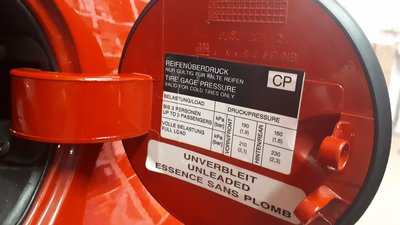 REIFENÜBERDRUCK
NUR GÜLTIG FÜR KALTE REIFEN
TIRE GAGE PRESSURE
VALID FOR COLD TIRES ONLY
CP
BELASTUNG/LOAD DRUCK/PRESSURE
BIS 3 PERSONEN
UP TO 3 PASSENGERS
kPa
(bar)
VORN/FRONT
190
(1,9)
HINTEN/REAR
160
(1,6)
VOLLE BELASTUNG
FULL LOAD
kPa
(bar)
210
(2,1)
230
(2,3)
UNVERBLEIT
UNLEADED
ESSENCE SANS PLOMB